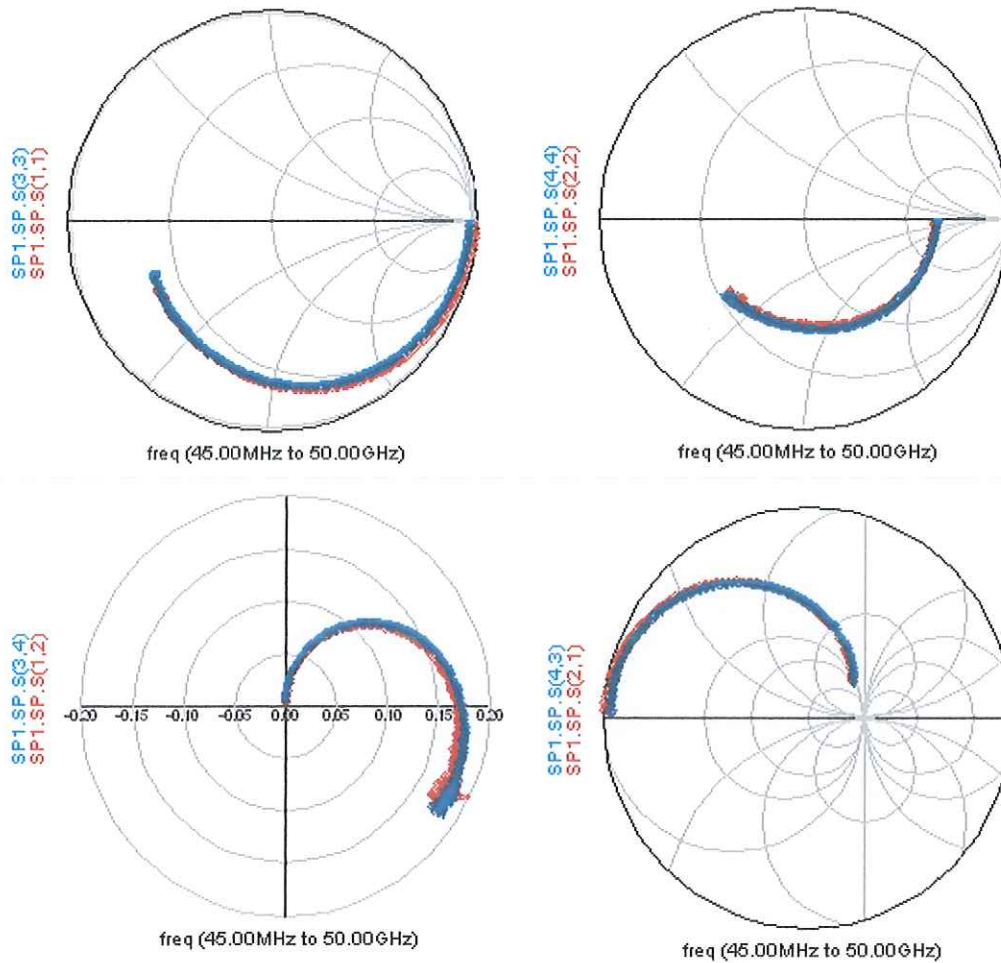 SP1.SP.S(3,3)
SP1.SP.S(1,1)
freq (45.00MHz to 50.00GHz)
SP1.SP.S(4,4)
SP1.SP.S(2,2)
freq (45.00MHz to 50.00GHz)
SP1.SP.S(3,4)
SP1.SP.S(1,2)
-0.20 -0.15 -0.10 -0.05 0.00 0.05 0.10 0.15 0.20
freq (45.00MHz to 50.00GHz)
SP1.SP.S(4,3)
SP1.SP.S(2,1)
freq (45.00MHz to 50.00GHz)